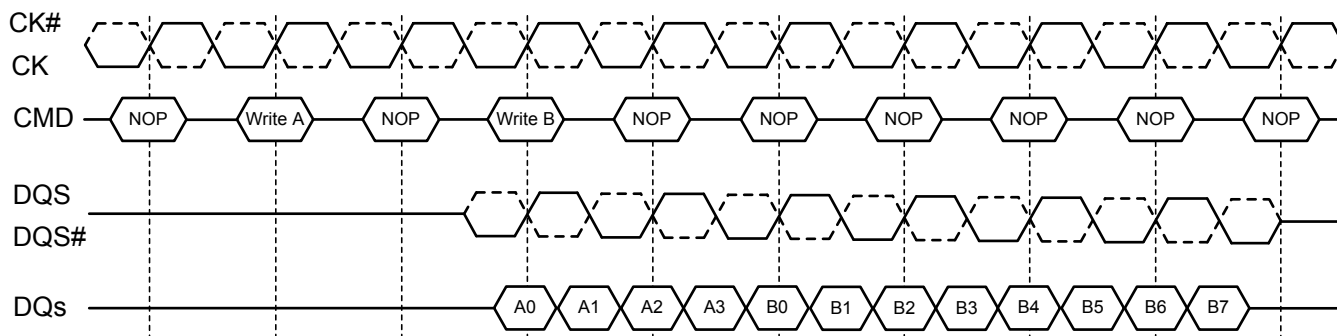 CK#
CK
CMD NOP Write A NOP Write B NOP NOP NOP NOP NOP NOP
DQS
DQS#
DQs A0 A1 A2 A3 B0 B1 B2 B3 B4 B5 B6 B7